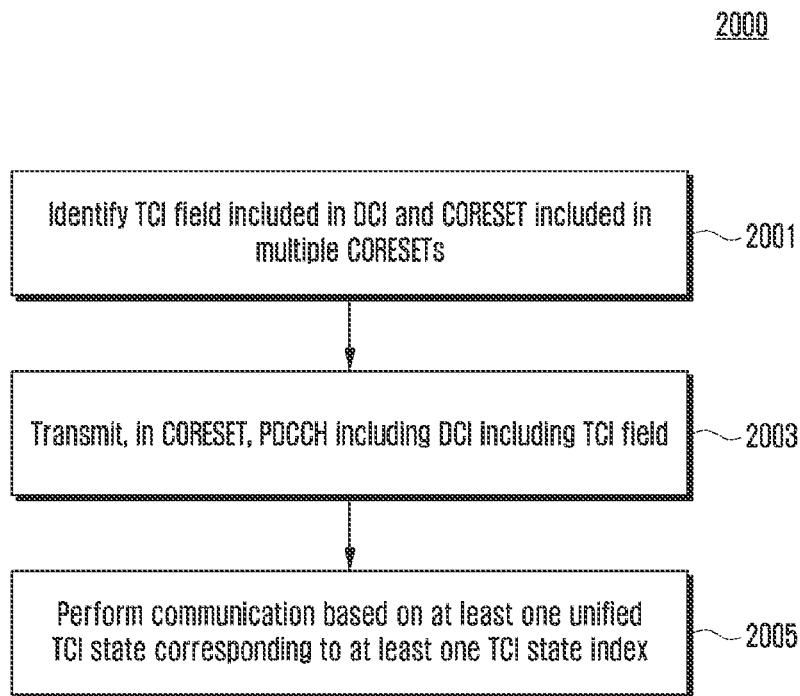 2000
Identify TCI field included in DCI and CORESET included in
multiple CORESETs
2001
Transmit, in CORESET, PDCCH including DCI including TCI field
2003
Perform communication based on at least one unified
TCI state corresponding to at least one TCI state index
2005